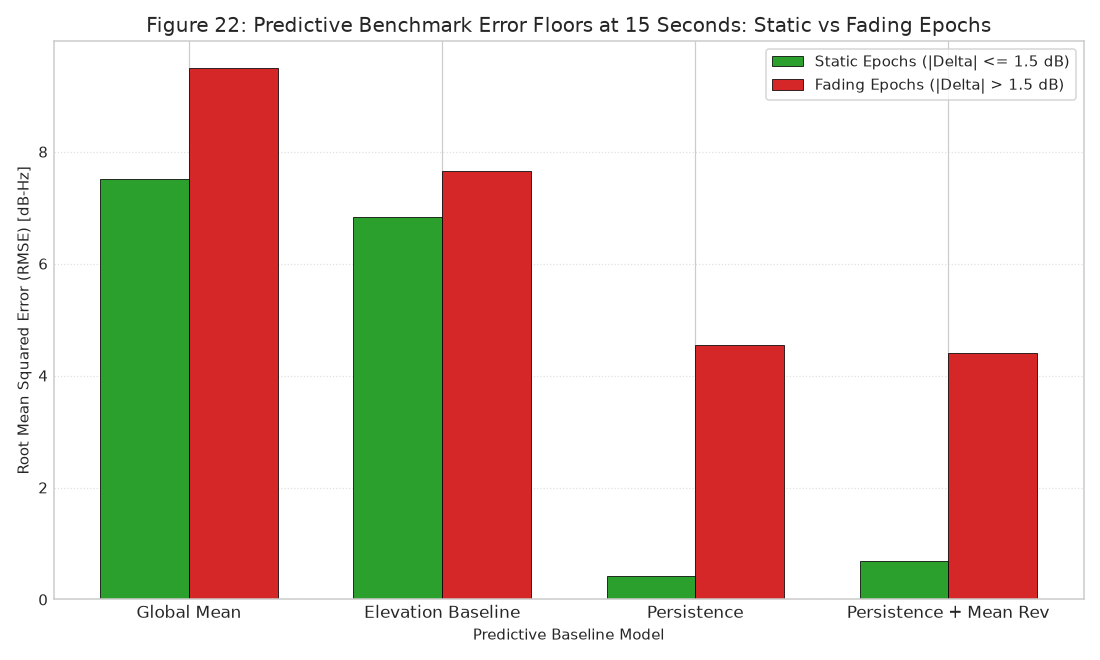 Figure 22: Predictive Benchmark Error Floors at 15 Seconds: Static vs Fading Epochs
Static Epochs (|Delta| <= 1.5 dB)
Fading Epochs (|Delta| > 1.5 dB)
Root Mean Squared Error (RMSE) [dB-Hz]
8
6
4
2
0
Global Mean
Elevation Baseline
Persistence
Persistence + Mean Rev
Predictive Baseline Model